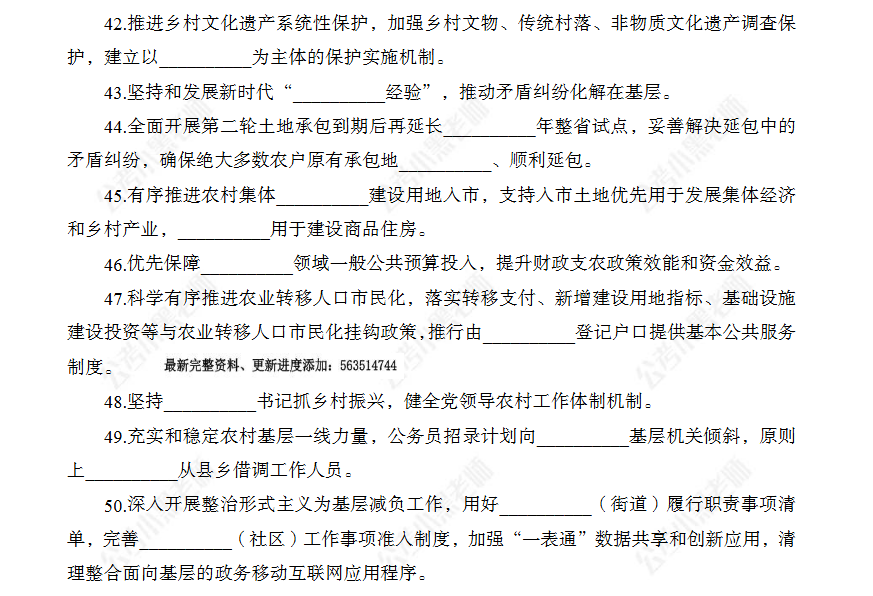 42.推进乡村文化遗产系统性保护，加强乡村文物、传统村落、非物质文化遗产调查保
护，建立以__________为主体的保护实施机制。
43.坚持和发展新时代“__________经验”，推动矛盾纠纷化解在基层。
44.全面开展第二轮土地承包到期后再延长__________年整省试点，妥善解决延包中的
矛盾纠纷，确保绝大多数农户原有承包地__________、顺利延包。
45.有序推进农村集体__________建设用地入市，支持入市土地优先用于发展集体经济
和乡村产业，__________用于建设商品住房。
46.优先保障__________领域一般公共预算投入，提升财政支农政策效能和资金效益。
47.科学有序推进农业转移人口市民化，落实转移支付、新增建设用地指标、基础设施
建设投资等与农业转移人口市民化挂钩政策，推行由__________登记户口提供基本公共服务
制度。
最新完整资料、更新进度添加：563514744
48.坚持__________书记抓乡村振兴，健全党领导农村工作体制机制。
49.充实和稳定农村基层一线力量，公务员招录计划向__________基层机关倾斜，原则
上__________从县乡借调工作人员。
50.深入开展整治形式主义为基层减负工作，用好__________（街道）履行职责事项清
单，完善__________（社区）工作事项准入制度，加强“一表通”数据共享和创新应用，清
理整合面向基层的政务移动互联网应用程序。